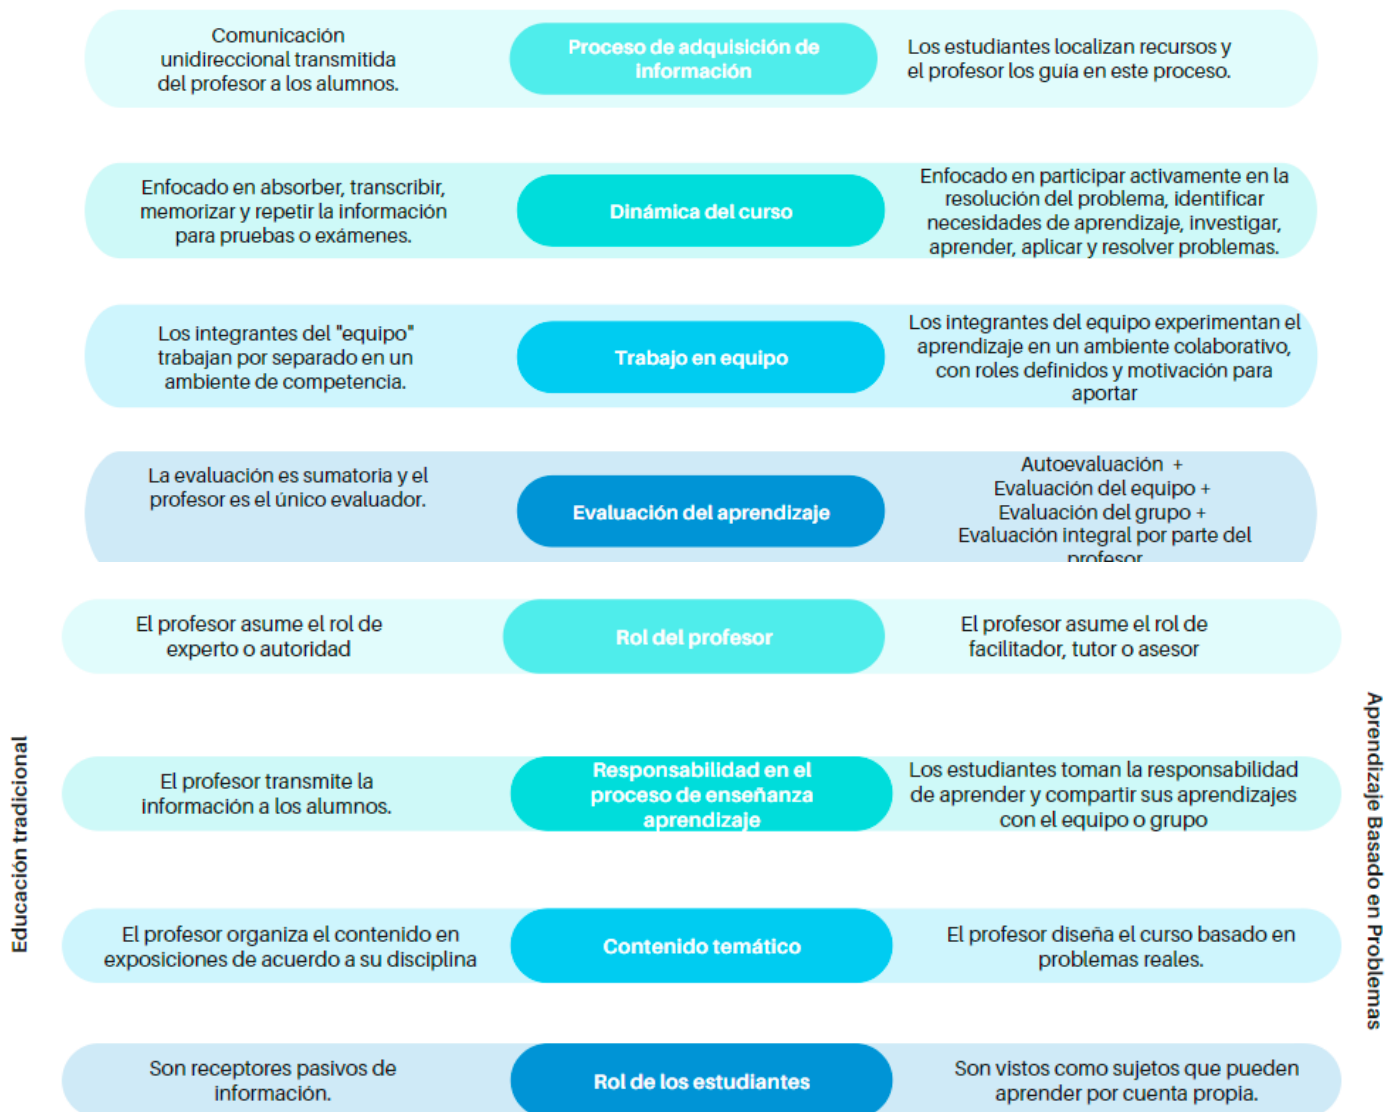 Comunicación
unidireccional transmitida
del profesor a los alumnos.
Proceso de adquisición de
información
Los estudiantes localizan recursos y
el profesor los guía en este proceso.
Enfocado en absorber, transcribir,
memorizar y repetir la información
para pruebas o exámenes.
Dinámica del curso
Enfocado en participar activamente en la
resolución del problema, identificar
necesidades de aprendizaje, investigar,
aprender, aplicar y resolver problemas.
Los integrantes del "equipo"
trabajan por separado en un
ambiente de competencia.
Trabajo en equipo
Los integrantes del equipo experimentan el
aprendizaje en un ambiente colaborativo,
con roles definidos y motivación para
aportar
La evaluación es sumatoria y el
profesor es el único evaluador.
Evaluación del aprendizaje
Autoevaluación +
Evaluación del equipo +
Evaluación del grupo +
Evaluación integral por parte del
profesor
El profesor asume el rol de
experto o autoridad
Rol del profesor
El profesor asume el rol de
facilitador, tutor o asesor
Educación tradicional
El profesor transmite la
información a los alumnos.
Responsabilidad en el
proceso de enseñanza
aprendizaje
Los estudiantes toman la responsabilidad
de aprender y compartir sus aprendizajes
con el equipo o grupo
El profesor organiza el contenido en
exposiciones de acuerdo a su disciplina
Contenido temático
El profesor diseña el curso basado en
problemas reales.
Son receptores pasivos de
información.
Rol de los estudiantes
Son vistos como sujetos que pueden
aprender por cuenta propia.
Aprendizaje Basado en Problemas